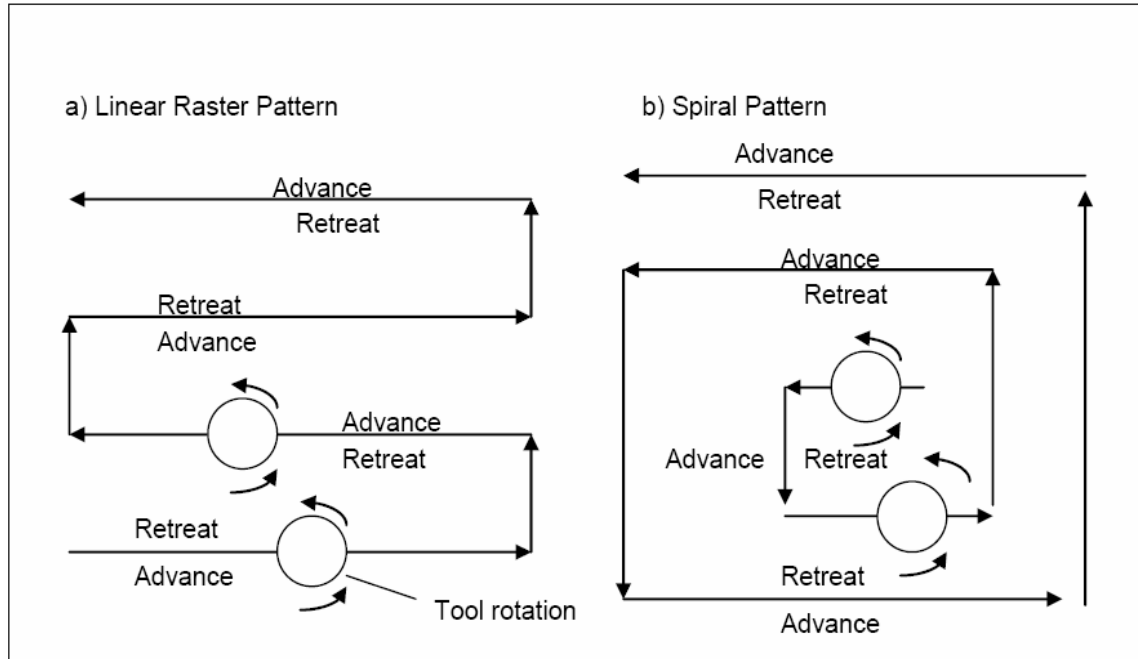 a) Linear Raster Pattern
Advance
Retreat
Retreat
Advance
Advance
Retreat
Retreat
Advance
Tool rotation
b) Spiral Pattern
Advance
Retreat
Advance
Retreat
Advance
Retreat
Retreat
Advance